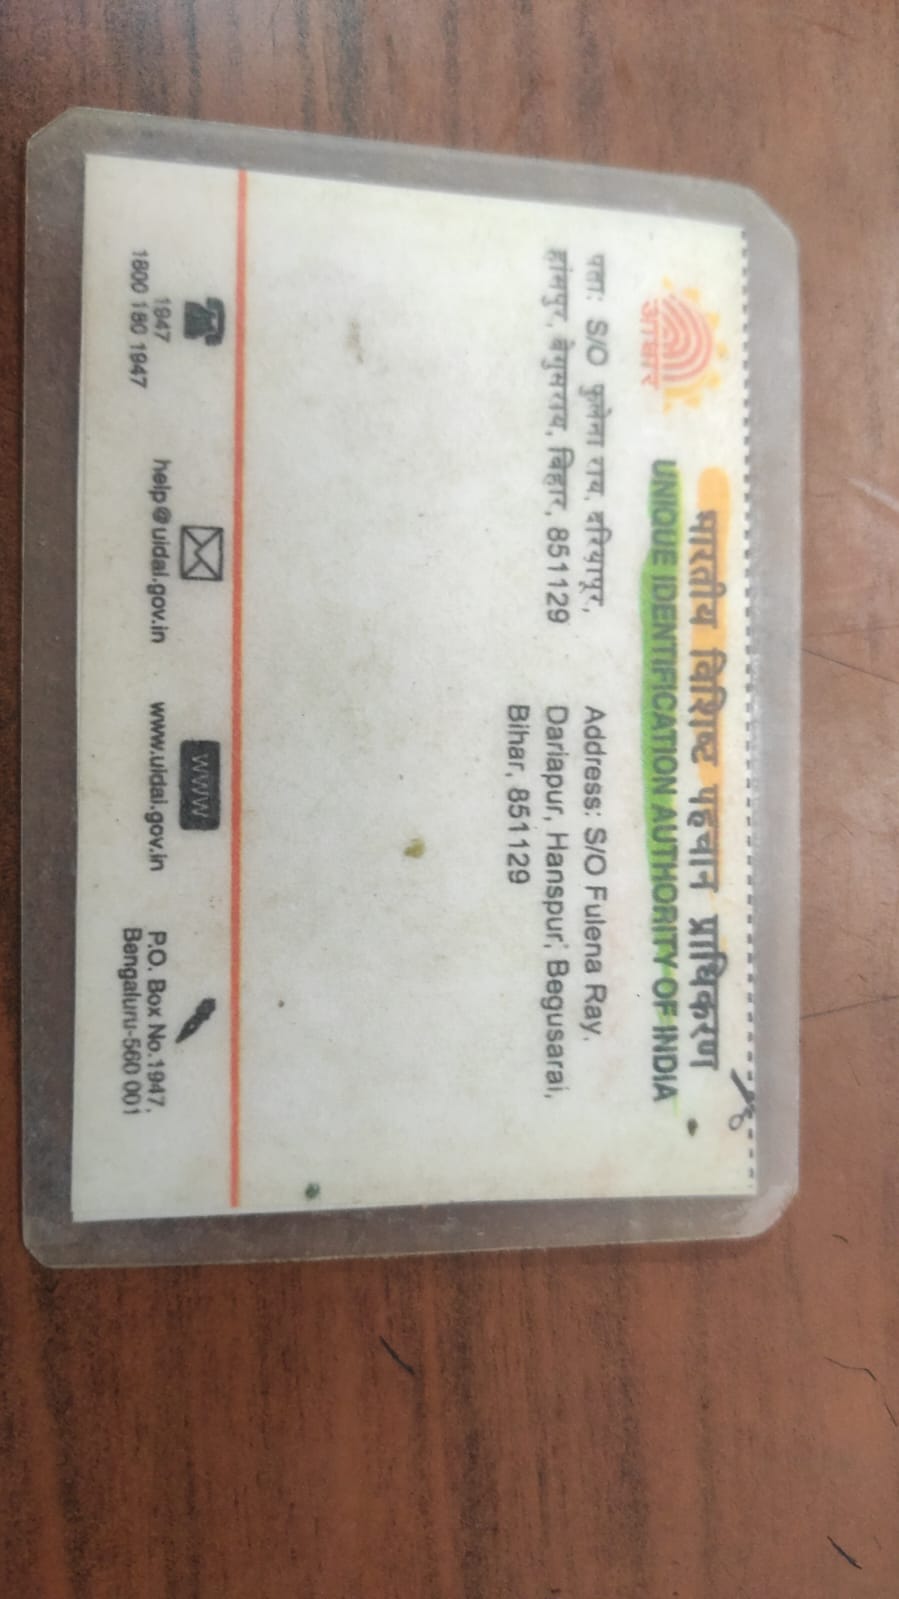 भारतीय विशिष्ट पहचान प्राधिकरण
UNIQUE IDENTIFICATION AUTHORITY OF INDIA
आधार
पता: S/O फुलेना राय, दरियापुर,
हांसपुर, बेगुसराय, बिहार, 851129
Address: S/O Fulena Ray,
Dariapur, Hanspur, Begusarai,
Bihar, 851129
1947
1800 180 1947
help@uidai.gov.in
WWW
www.uidai.gov.in
P.O. Box No.1947,
Bengaluru-560 001